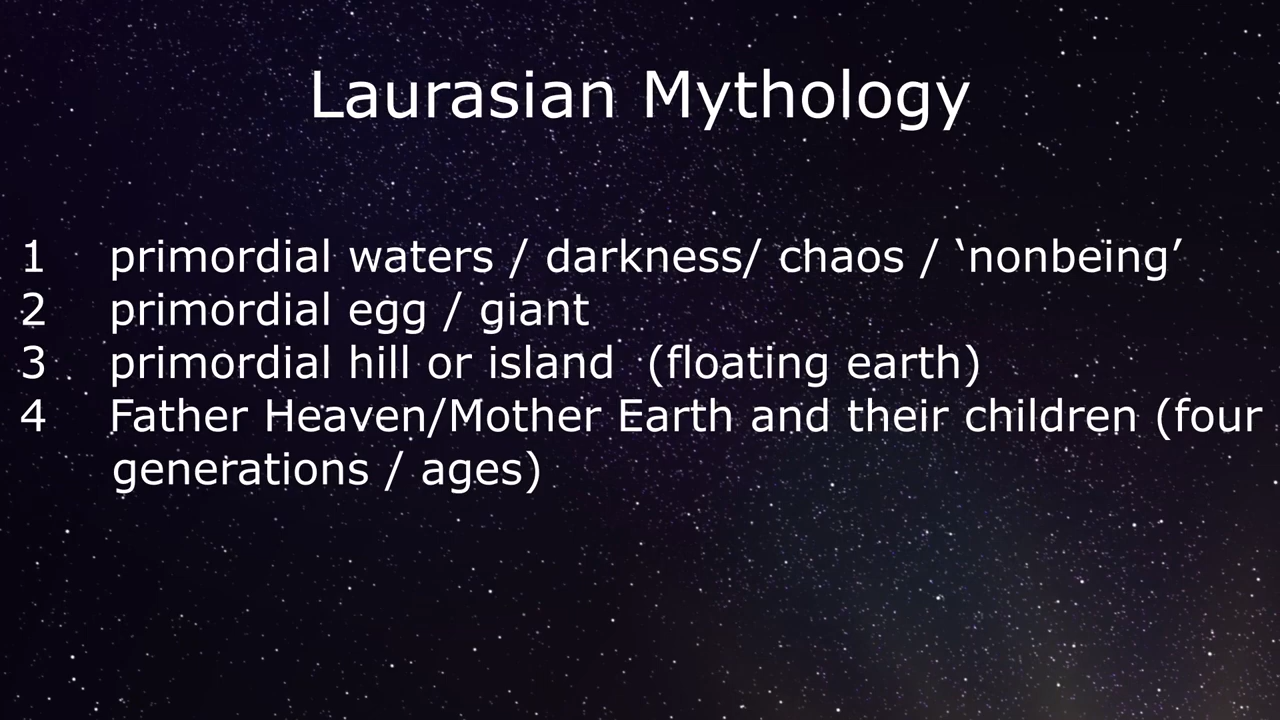 Laurasian Mythology
1 primordial waters / darkness/ chaos / ‘nonbeing’
2 primordial egg / giant
3 primordial hill or island (floating earth)
4 Father Heaven/Mother Earth and their children (four
generations / ages)